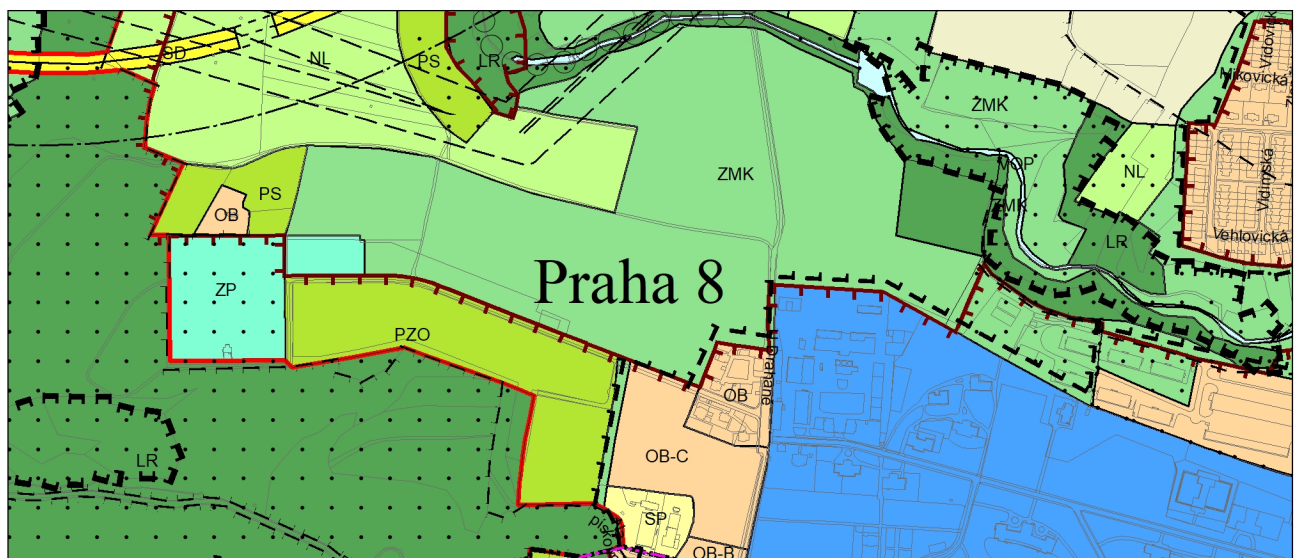 SD
NL
PS
LR
ZMK
Vidovická
Mikovická
ZMK
VOP
NL
Vidimská
PS
OB
ZMK
LR
Vehlovická
ZP
Praha 8
PZO
U Drahaně
OB
LR
OB-C
SP
OB-B